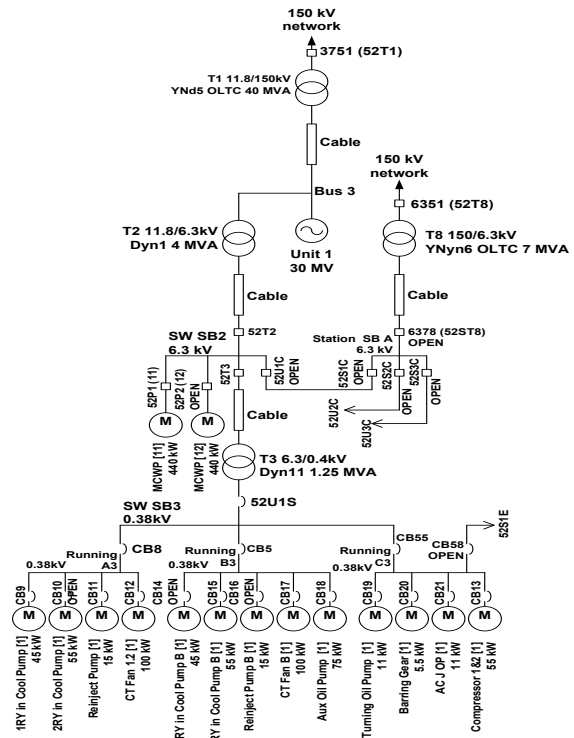 150 kV
network
3751 (52T1)
T1 11.8/150kV
YNd5 OLTC 40 MVA
Cable
150 kV
network
Bus 3
6351 (52T8)
T2 11.8/6.3kV
Dyn1 4 MVA
Unit 1
30 MV
T8 150/6.3kV
YNyn6 OLTC 7 MVA
Cable
Cable
52T2
SW SB2
6.3 kV
Station SB A
6.3 kV
6378 (52ST8)
OPEN
52P1 (11)
52P2 (12)
OPEN
52T3
52U1C
OPEN
52S1C
OPEN
52S2C
OPEN
52S3C
OPEN
52U2C
52U3C
M
M
MCWP [11]
440 kW
MCWP [12]
440 kW
Cable
T3 6.3/0.4kV
Dyn11 1.25 MVA
52U1S
SW SB3
0.38kV
52S1E
CB8
CB5
CB55
CB58
OPEN
Running
A3
0.38kV
Running
B3
0.38kV
Running
C3
0.38kV
CB9
CB10
OPEN
CB11
CB12
CB14
OPEN
CB15
CB16
OPEN
CB17
CB18
CB19
CB20
CB21
CB13
M
M
M
M
M
M
M
M
M
M
M
M
M
1RY in Cool Pump [1]
45 kW
2RY in Cool Pump [1]
55 kW
Reinject Pump [1]
15 kW
CT Fan 1.2 [1]
100 kW
RY in Cool Pump B [1]
45 kW
RY in Cool Pump B [1]
55 kW
Reinject Pump B [1]
15 kW
CT Fan B [1]
100 kW
Aux Oil Pump [1]
75 kW
Turning Oil Pump [1]
11 kW
Barring Gear [1]
5.5 kW
AC J OP [1]
11 kW
Compressor 1&2 [1]
55 kW